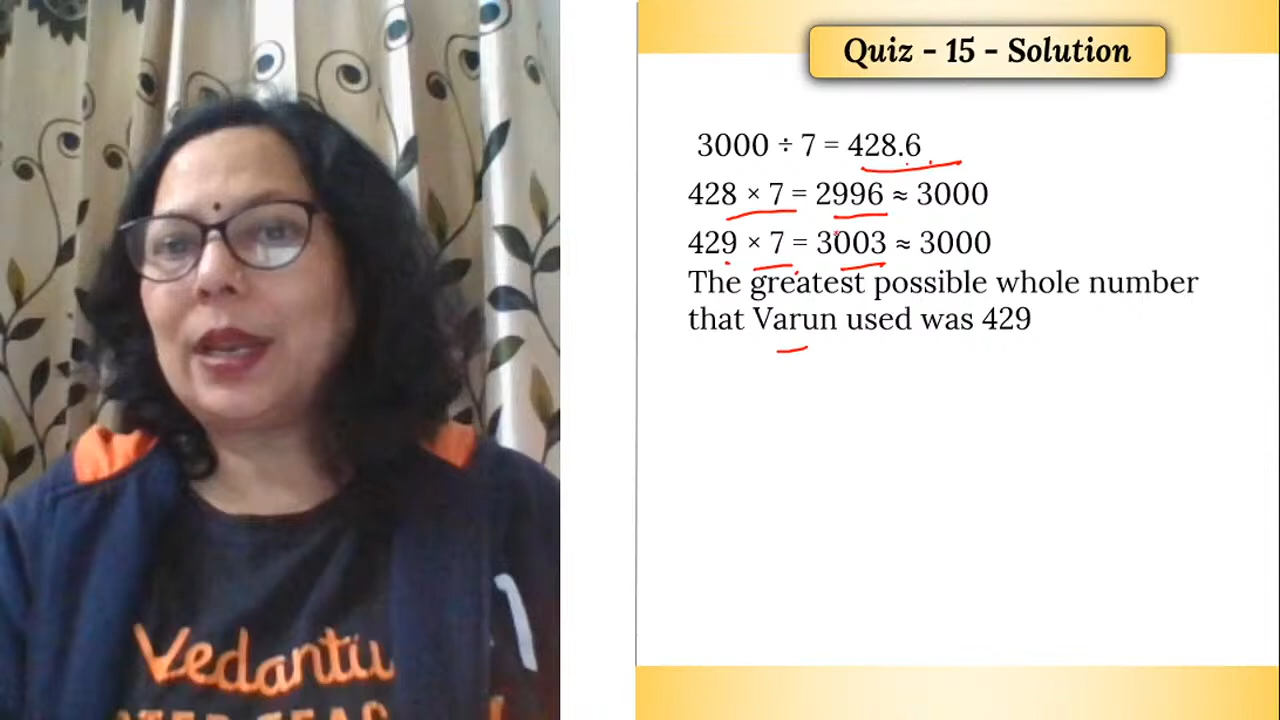 Quiz - 15 - Solution
3000 ÷ 7 = 428.6
428 × 7 = 2996 ≈ 3000
429 × 7 = 3003 ≈ 3000
The greatest possible whole number
that Varun used was 429
Vedantu